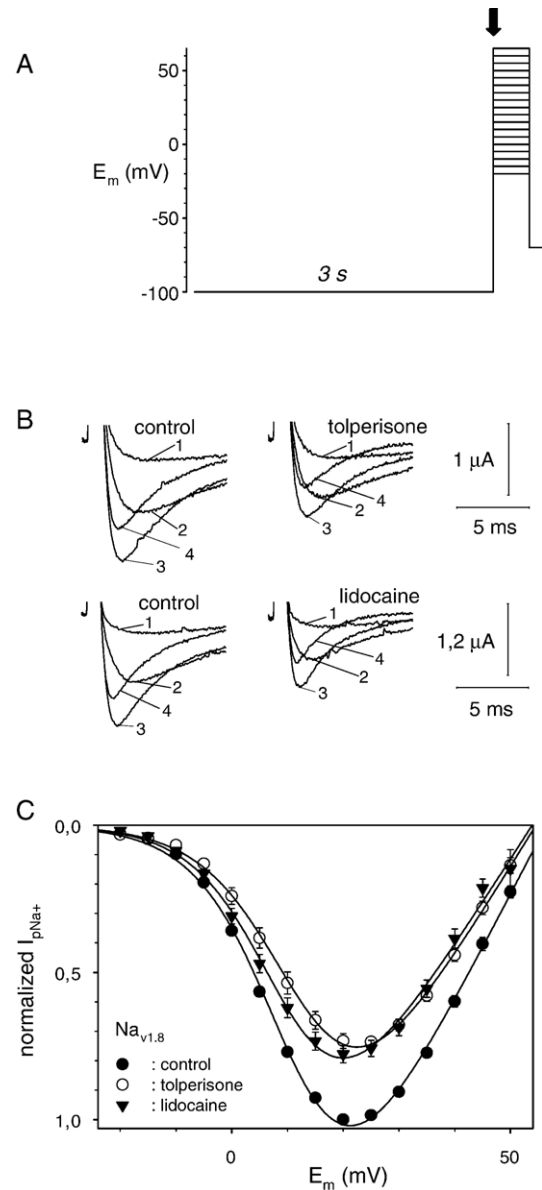 A
50
0
E_m (mV)
-50
-100
3 s
B
control
1
2
4
3
tolperisone
1
4
2
3
1 µA
5 ms
control
1
4
2
3
lidocaine
1
4
2
3
1,2 µA
5 ms
C
0,0
0,5
1,0
normalized I_pNa+
Na_v1.8
: control
: tolperisone
: lidocaine
0
50
E_m (mV)